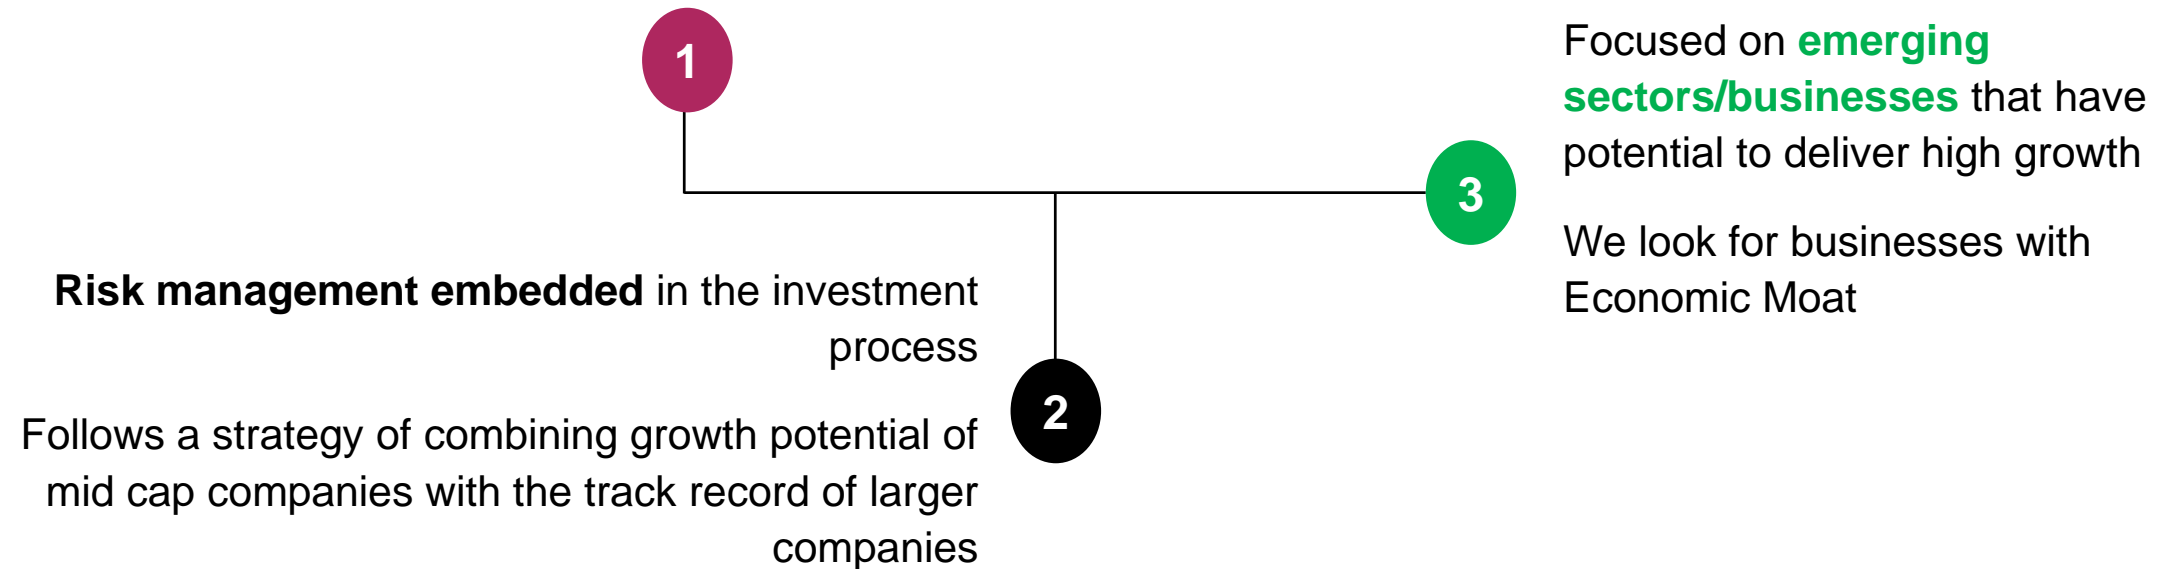 1
Risk management embedded in the investment
process
Follows a strategy of combining growth potential of
mid cap companies with the track record of larger
companies
2
3
Focused on emerging
sectors/businesses that have
potential to deliver high growth
We look for businesses with
Economic Moat